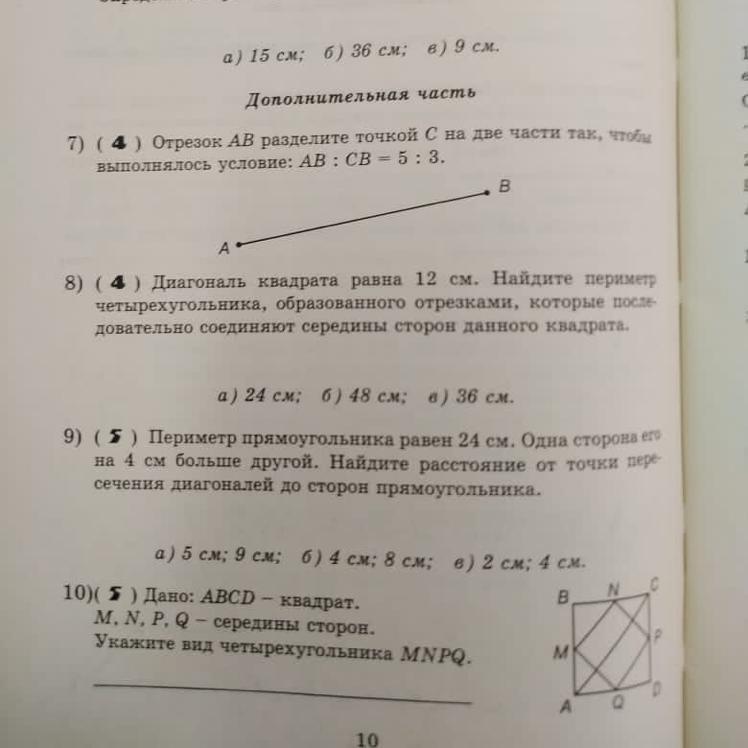 а) 15 см; б) 36 см; в) 9 см.
Дополнительная часть
7) ( 4 ) Отрезок AB разделите точкой C на две части так, чтобы
выполнялось условие: AB : CB = 5 : 3.
B
A
8) ( 4 ) Диагональ квадрата равна 12 см. Найдите периметр
четырехугольника, образованного отрезками, которые после-
довательно соединяют середины сторон данного квадрата.
а) 24 см; б) 48 см; в) 36 см.
9) ( 5 ) Периметр прямоугольника равен 24 см. Одна сторона его
на 4 см больше другой. Найдите расстояние от точки пере-
сечения диагоналей до сторон прямоугольника.
а) 5 см; 9 см; б) 4 см; 8 см; в) 2 см; 4 см.
10)( 5 ) Дано: ABCD – квадрат.
M, N, P, Q – середины сторон.
Укажите вид четырехугольника MNPQ.
B N C
M P
A Q D
10